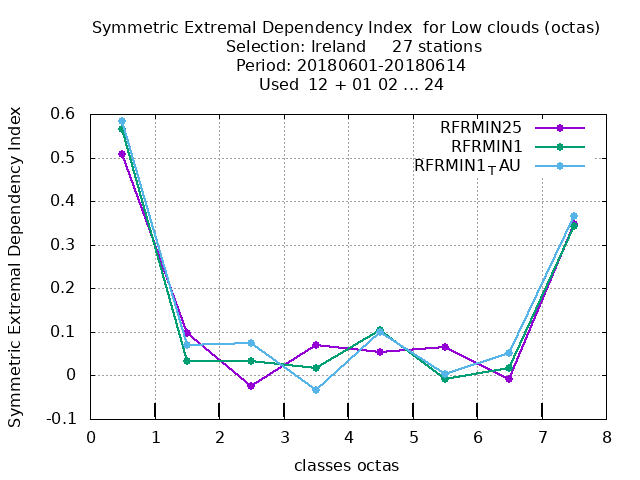 Symmetric Extremal Dependency Index  for Low clouds (octas)
Selection: Ireland     27 stations
Period: 20180601-20180614
Used  12 + 01 02 ... 24
RFRMIN25
RFRMIN1
RFRMIN1TAU
Symmetric Extremal Dependency Index
0.6
0.5
0.4
0.3
0.2
0.1
0
-0.1
0 1 2 3 4 5 6 7 8
classes octas